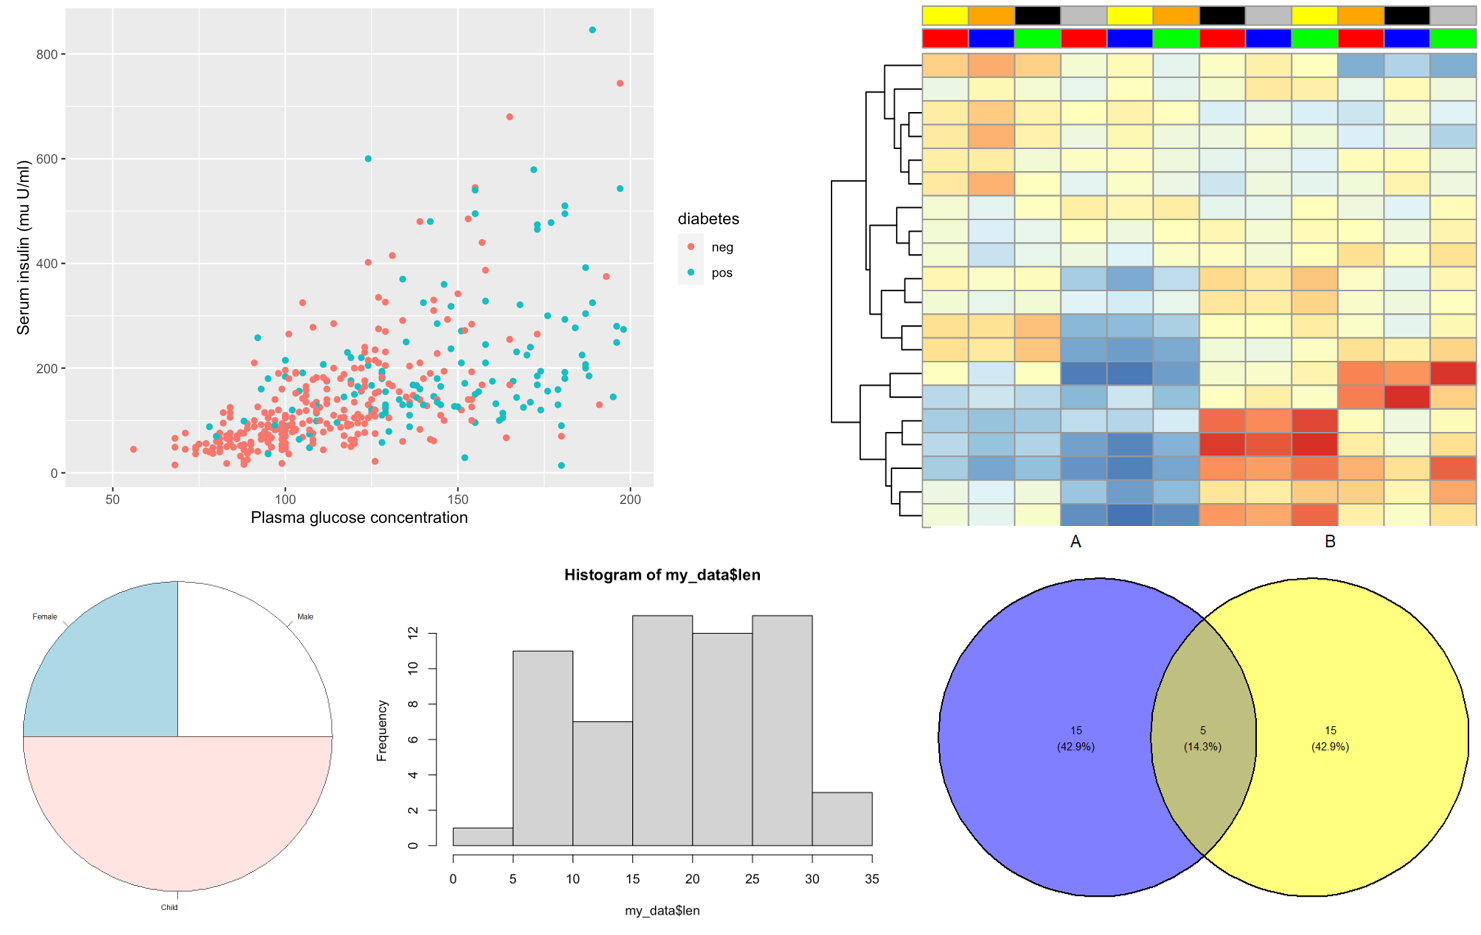 800
600
400
200
0
Serum insulin (mu U/ml)
50 100 150 200
Plasma glucose concentration
diabetes
neg
pos
Female
Male
Child
Histogram of my_data$len
12
10
8
6
4
2
0
Frequency
0 5 10 15 20 25 30 35
my_data$len
A B
15 5 15
(42.9%) (14.3%) (42.9%)